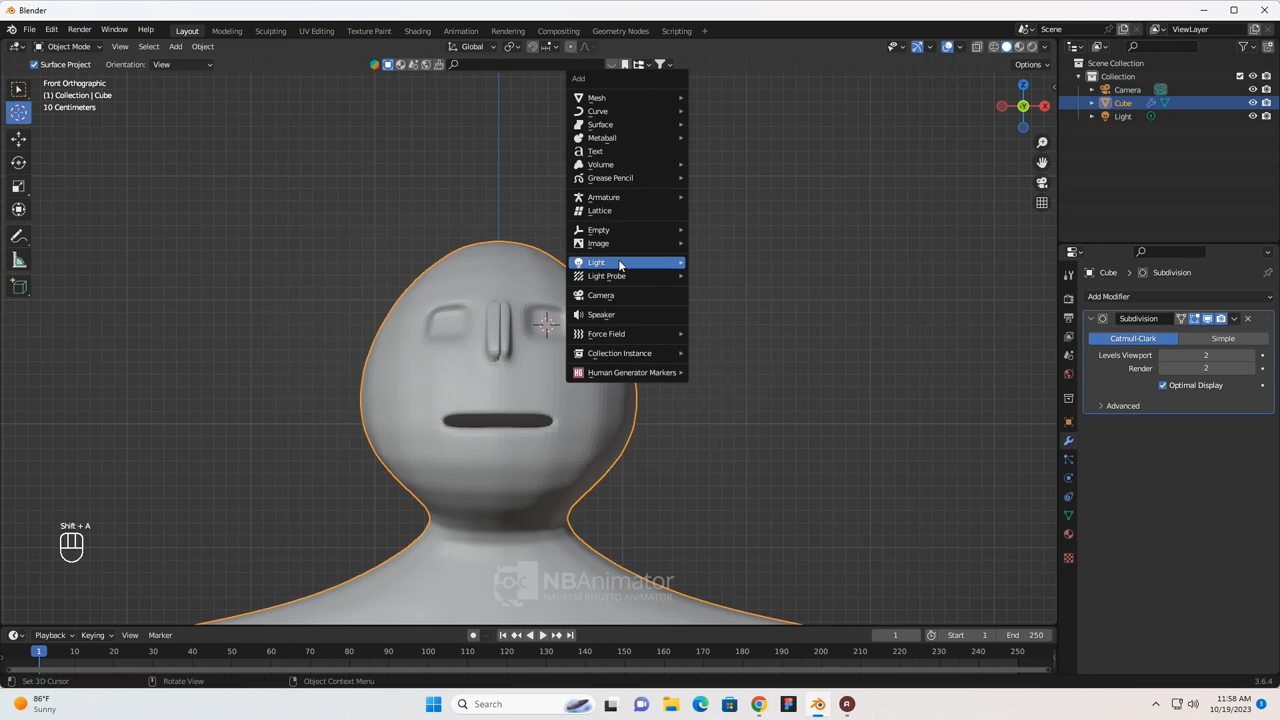 Blender
File Edit Render Window Help Layout Modeling Sculpting UV Editing Texture Paint Shading Animation Rendering Compositing Geometry Nodes Scripting + Scene ViewLayer
Object Mode View Select Add Object Global
Surface Project Orientation: View Options
Front Orthographic
(1) Collection | Cube
10 Centimeters
Add
Mesh
Curve
Surface
Metaball
Text
Volume
Grease Pencil
Armature
Lattice
Empty
Image
Light
Light Probe
Camera
Speaker
Force Field
Collection Instance
HG Human Generator Markers
Z
X
-Y
Scene Collection
Collection
Camera
Cube
Light
Cube > Subdivision
Add Modifier
Subdivision
Catmull-Clark Simple
Levels Viewport 2
Render 2
Optimal Display
Advanced
Shift + A
NBAnimator
NADEEM BHUTTO ANIMATOR
Playback Keying View Marker 1 Start 1 End 250
1 10 20 30 40 50 60 70 80 90 100 110 120 130 140 150 160 170 180 190 200 210 220 230 240 250
Set 3D Cursor Rotate View Object Context Menu 3.6.4
86°F
Sunny
Search
11:58 AM
10/19/2023
3